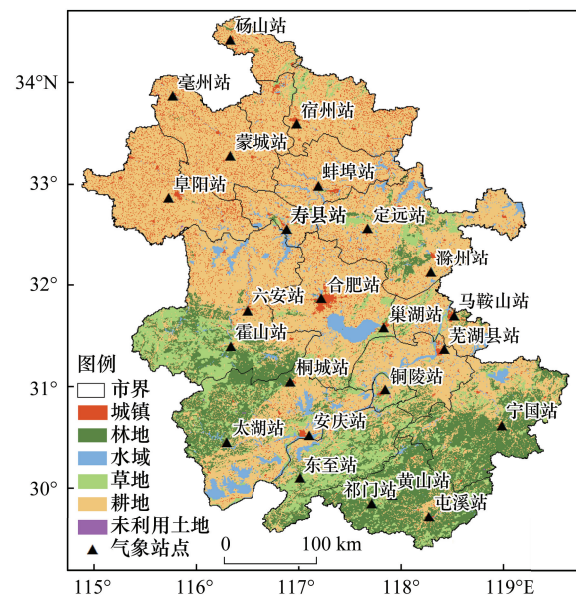 砀山站
34°N
亳州站
宿州站
蒙城站
33°
阜阳站
蚌埠站
寿县站
定远站
32°
滁州站
六安站
合肥站
马鞍山站
巢湖站
霍山站
芜湖县站
31°
桐城站
铜陵站
宁国站
太湖站
安庆站
30°
东至站
黄山站
祁门站
屯溪站
图例
市界
城镇
林地
水域
草地
耕地
未利用土地
气象站点
0 100 km
115° 116° 117° 118° 119°E